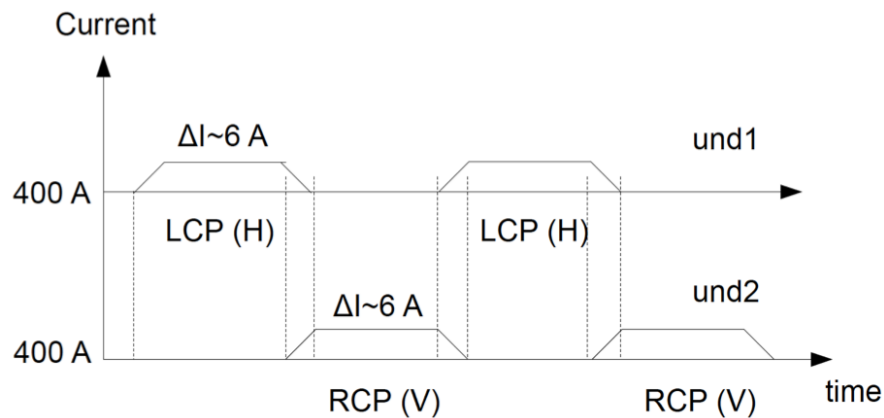 Current
ΔI~6 A
und1
400 A
LCP (H)
LCP (H)
ΔI~6 A
und2
400 A
RCP (V)
RCP (V)
time